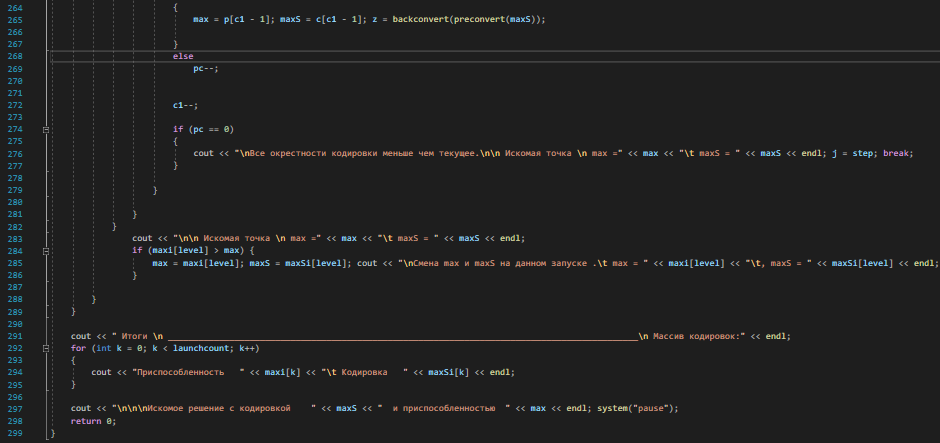 264 {
265 max = p[c1 - 1]; maxS = c[c1 - 1]; z = backconvert(preconvert(maxS));
266
267 }
268 else
269 pc--;
270
271
272 c1--;
273
274 if (pc == 0)
275 {
276 cout << "\nВсе окрестности кодировки меньше чем текущее.\n\n Искомая точка \n max =" << max << "\t maxS = " << maxS << endl; j = step; break;
277 }
278
279 }
280
281 }
282 }
283 cout << "\n\n Искомая точка \n max =" << max << "\t maxS = " << maxS << endl;
284 if (maxi[level] > max) {
285 max = maxi[level]; maxS = maxSi[level]; cout << "\nСмена max и maxS на данном запуске .\t max = " << maxi[level] << "\t, maxS = " << maxSi[level] << endl;
286 }
287
288 }
289 }
290
291 cout << " Итоги \n ______________________________________________________________________________________________\n Массив кодировок:" << endl;
292 for (int k = 0; k < launchcount; k++)
293 {
294 cout << "Приспособленность   " << maxi[k] << "\t Кодировка   " << maxSi[k] << endl;
295 }
296
297 cout << "\n\n\nИскомое решение с кодировкой    " << maxS << "  и приспособленностью  " << max << endl; system("pause");
298 return 0;
299 }